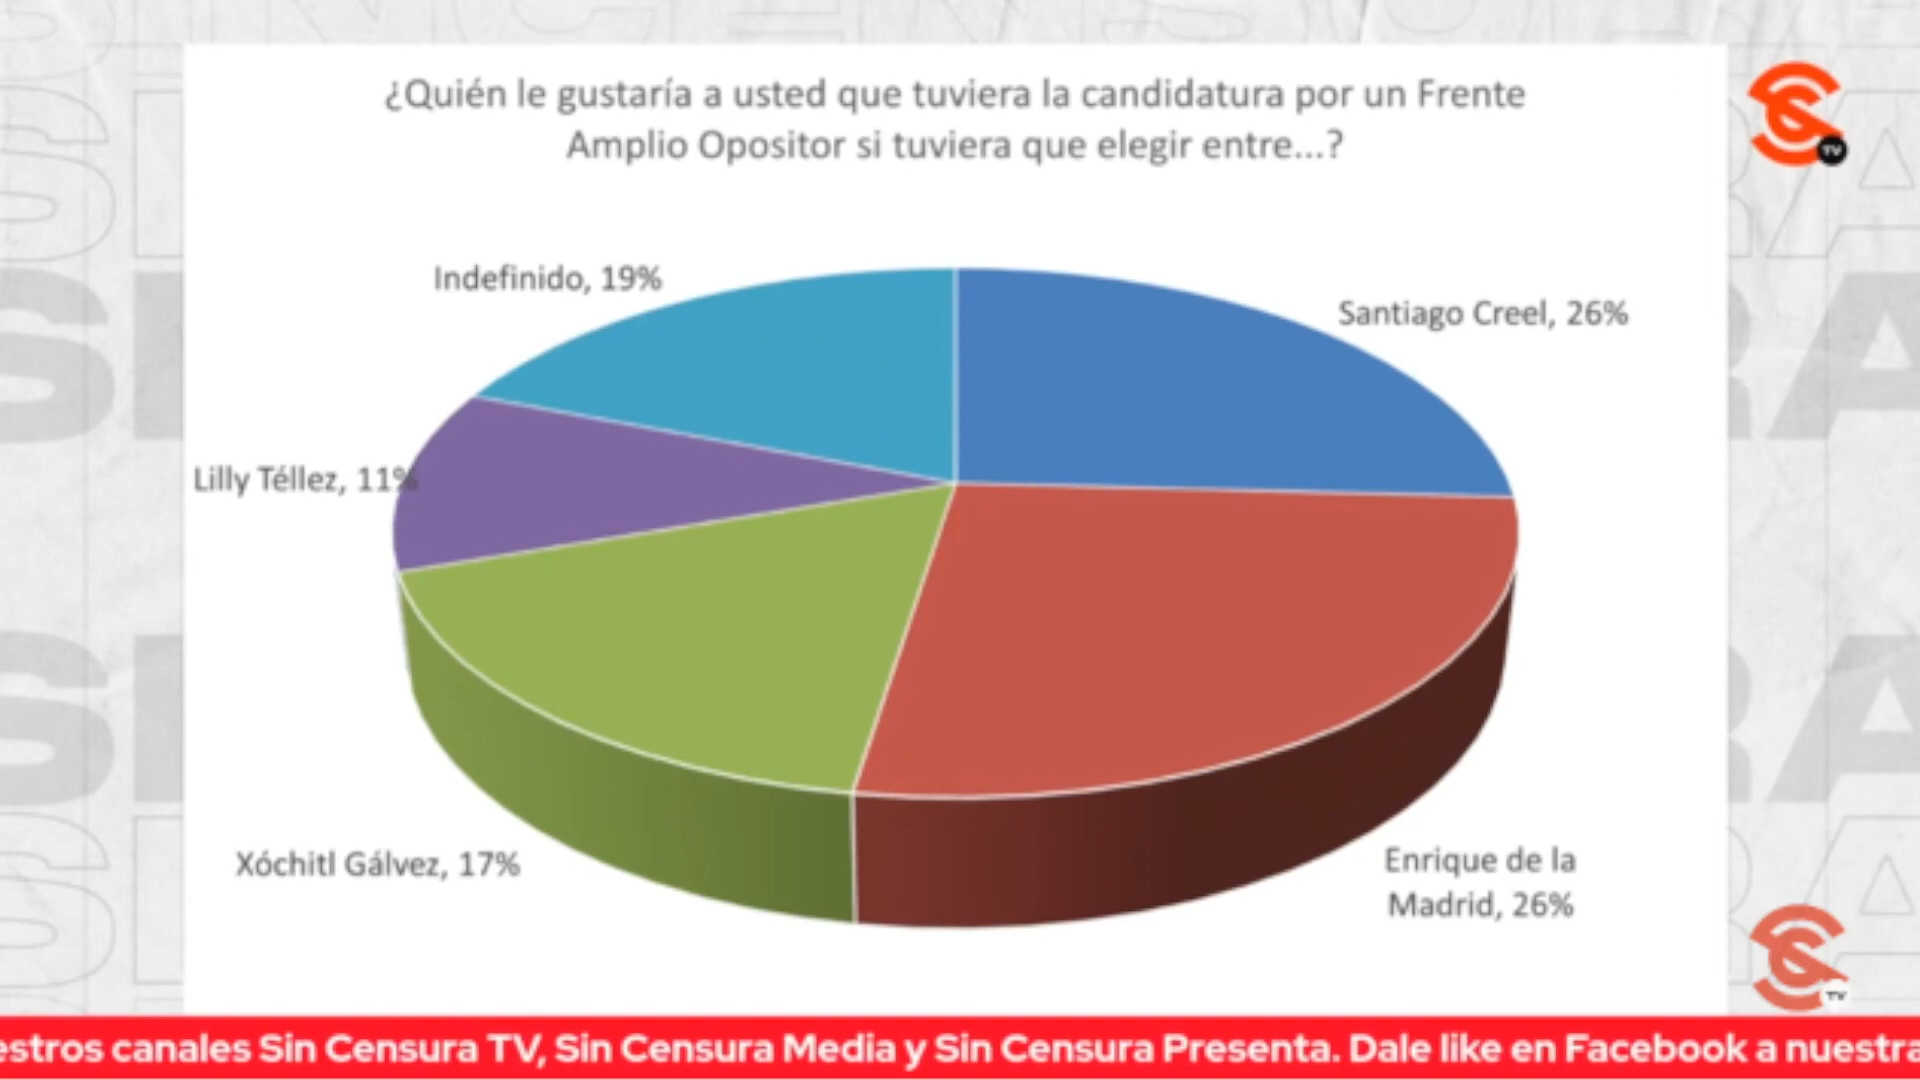 ¿Quién le gustaría a usted que tuviera la candidatura por un Frente
Amplio Opositor si tuviera que elegir entre...?
Indefinido, 19%
Santiago Creel, 26%
Lilly Téllez, 11%
Xóchitl Gálvez, 17%
Enrique de la
Madrid, 26%
TV
TV
estros canales Sin Censura TV, Sin Censura Media y Sin Censura Presenta. Dale like en Facebook a nuestra